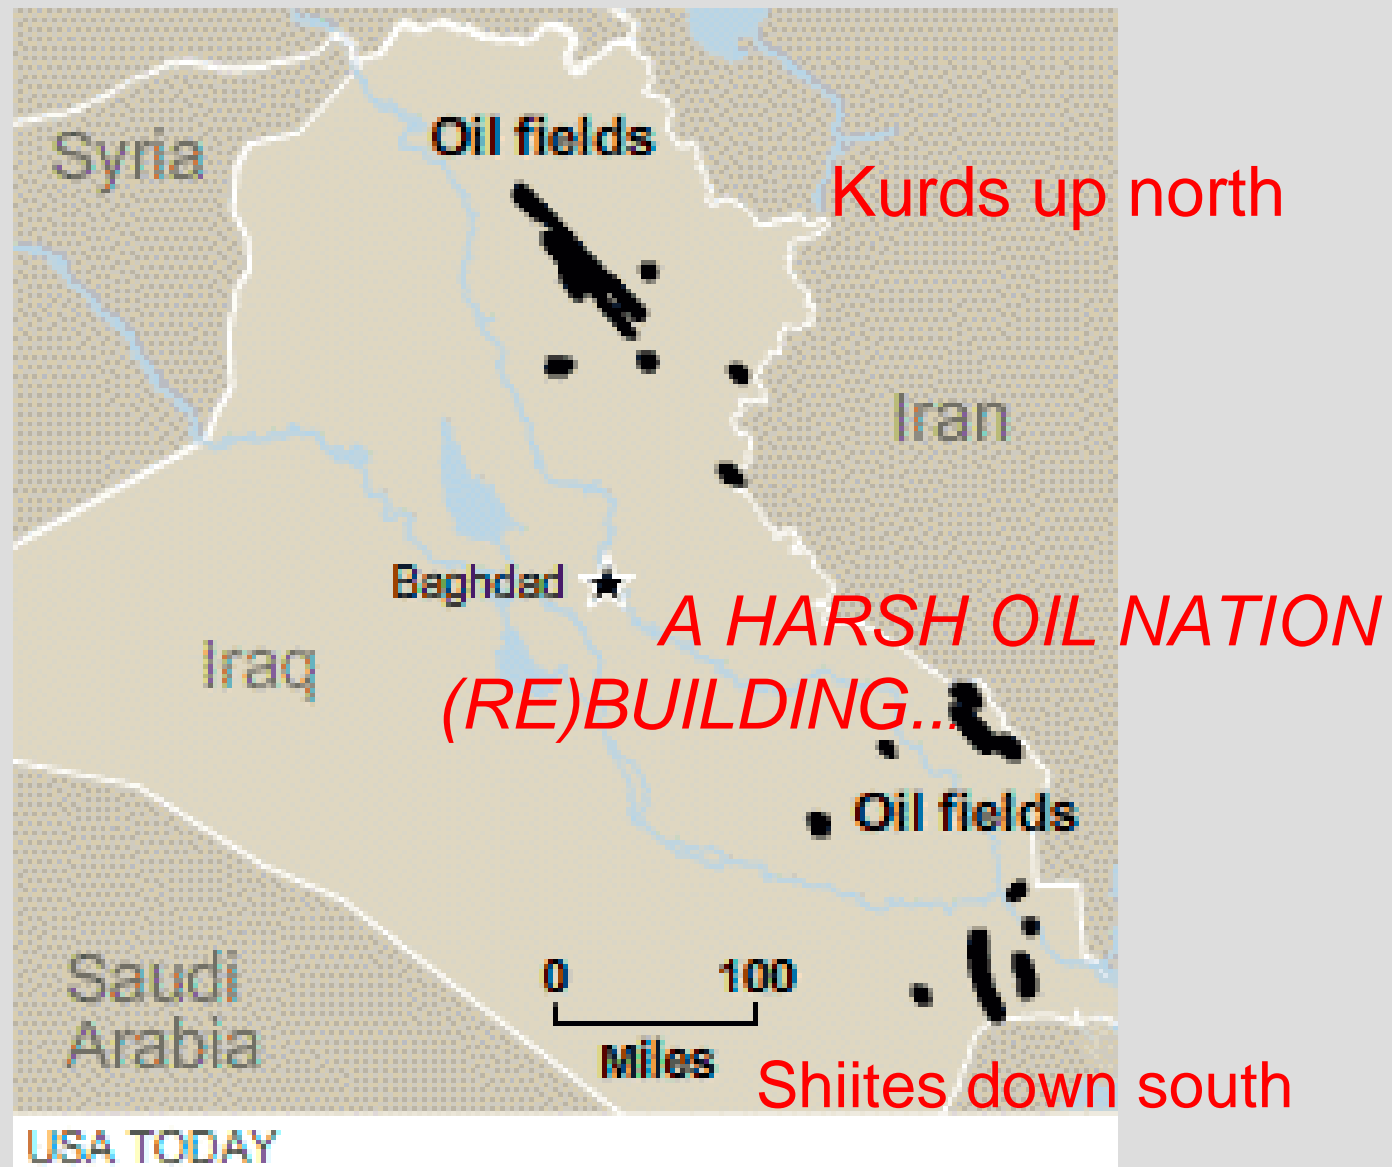 Oil fields
Syria
Kurds up north
Iran
Baghdad
A HARSH OIL NATION
Iraq
(RE)BUILDING...
Oil fields
Saudi
Arabia
0 100
Miles
Shiites down south
USA TODAY